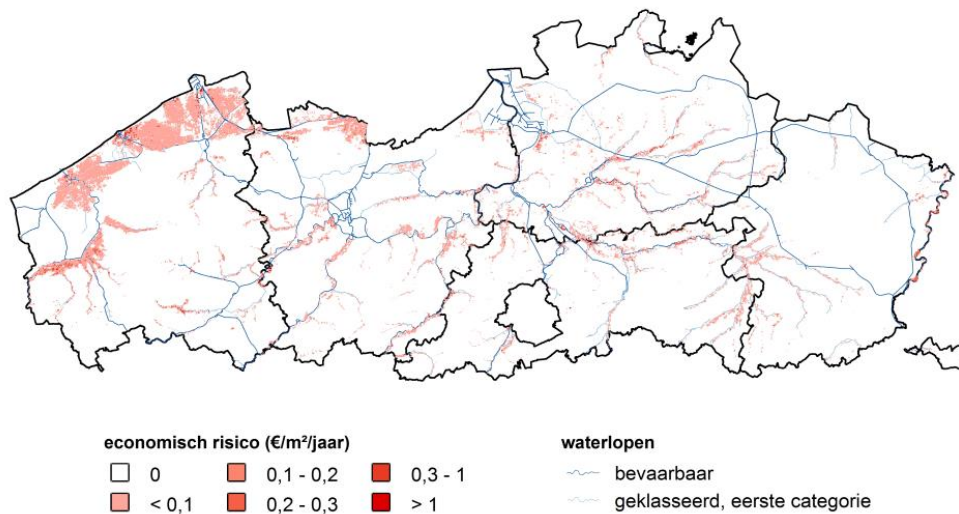 economisch risico (€/m²/jaar)
0
0,1 - 0,2
0,3 - 1
< 0,1
0,2 - 0,3
> 1
waterlopen
bevaarbaar
geklasseerd, eerste categorie